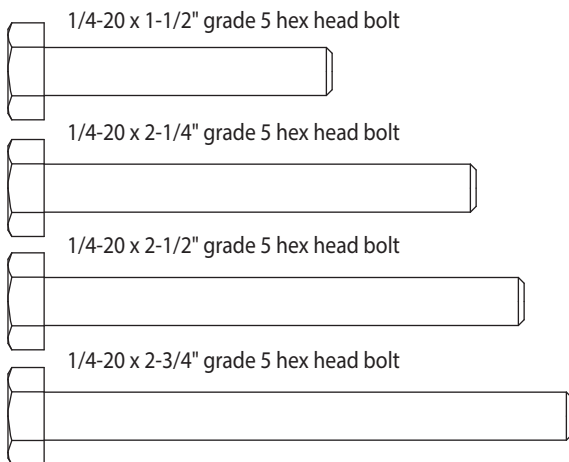 1/4-20 x 1-1/2" grade 5 hex head bolt
1/4-20 x 2-1/4" grade 5 hex head bolt
1/4-20 x 2-1/2" grade 5 hex head bolt
1/4-20 x 2-3/4" grade 5 hex head bolt